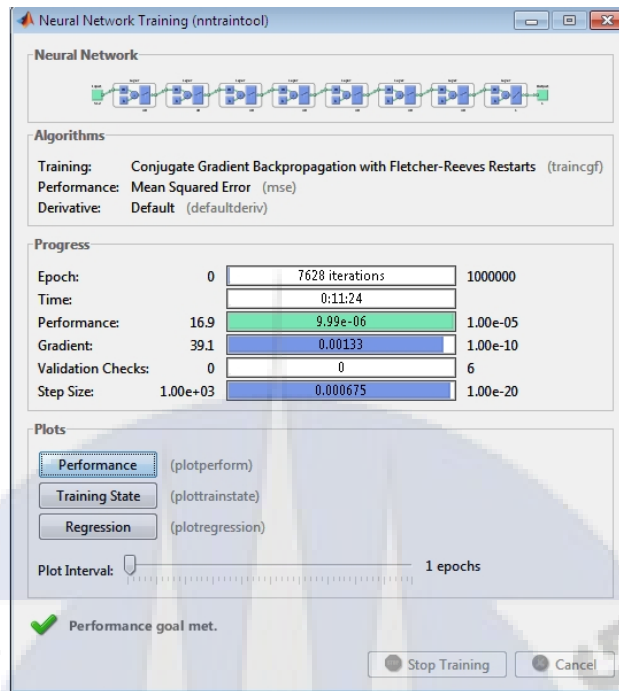 Neural Network Training (nntraintool)
Neural Network
Algorithms
Training: Conjugate Gradient Backpropagation with Fletcher-Reeves Restarts (traincgf)
Performance: Mean Squared Error (mse)
Derivative: Default (defaultderiv)
Progress
Epoch: 0 7628 iterations 1000000
Time: 0:11:24
Performance: 16.9 9.99e-06 1.00e-05
Gradient: 39.1 0.00133 1.00e-10
Validation Checks: 0 0 6
Step Size: 1.00e+03 0.000675 1.00e-20
Plots
Performance (plotperform)
Training State (plottrainstate)
Regression (plotregression)
Plot Interval: 1 epochs
Performance goal met.
Stop Training Cancel